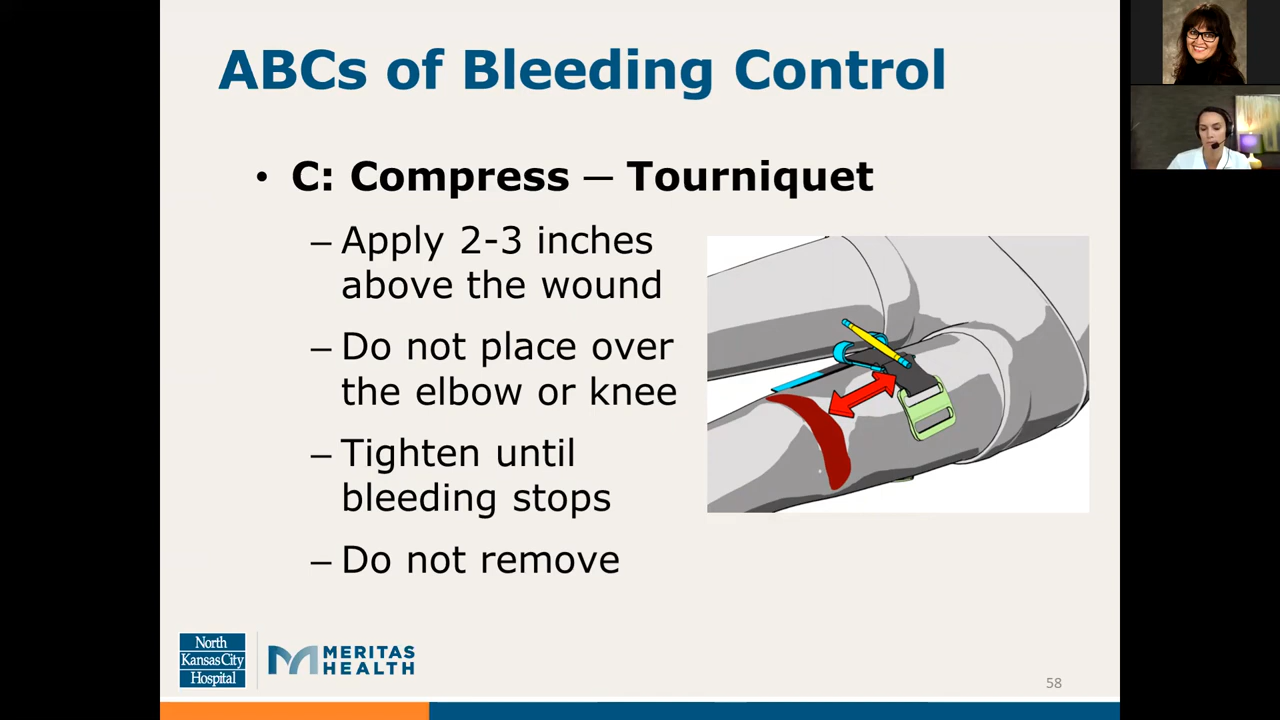 ABCs of Bleeding Control
• C: Compress — Tourniquet
– Apply 2-3 inches
above the wound
– Do not place over
the elbow or knee
– Tighten until
bleeding stops
– Do not remove
North
Kansas City
Hospital
MERITAS
HEALTH
58